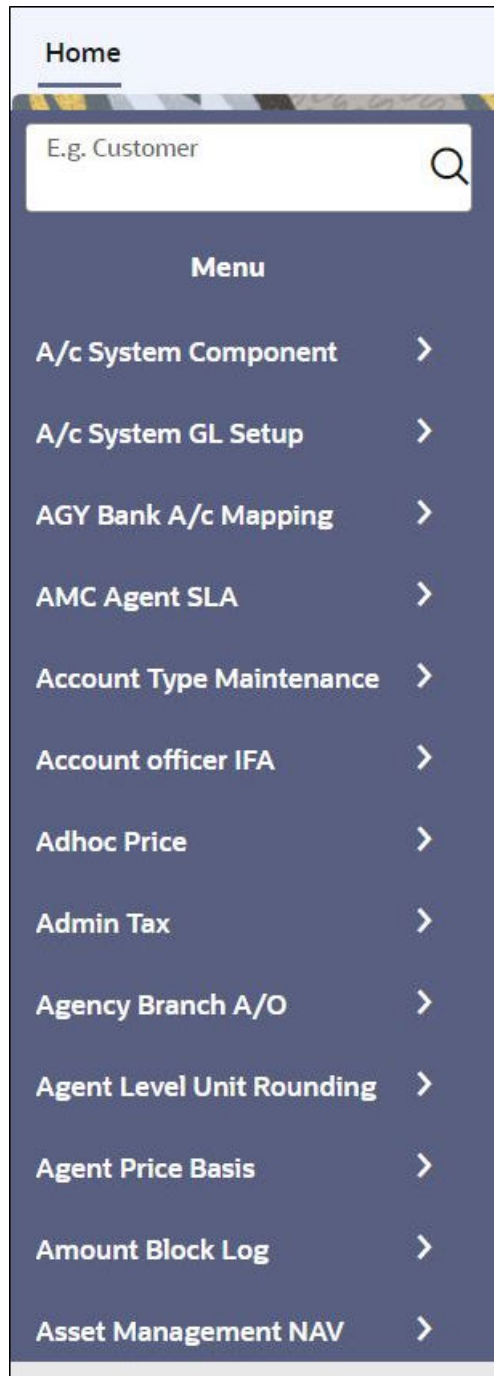 Home
E.g. Customer
Menu
A/c System Component
A/c System GL Setup
AGY Bank A/c Mapping
AMC Agent SLA
Account Type Maintenance
Account officer IFA
Adhoc Price
Admin Tax
Agency Branch A/O
Agent Level Unit Rounding
Agent Price Basis
Amount Block Log
Asset Management NAV